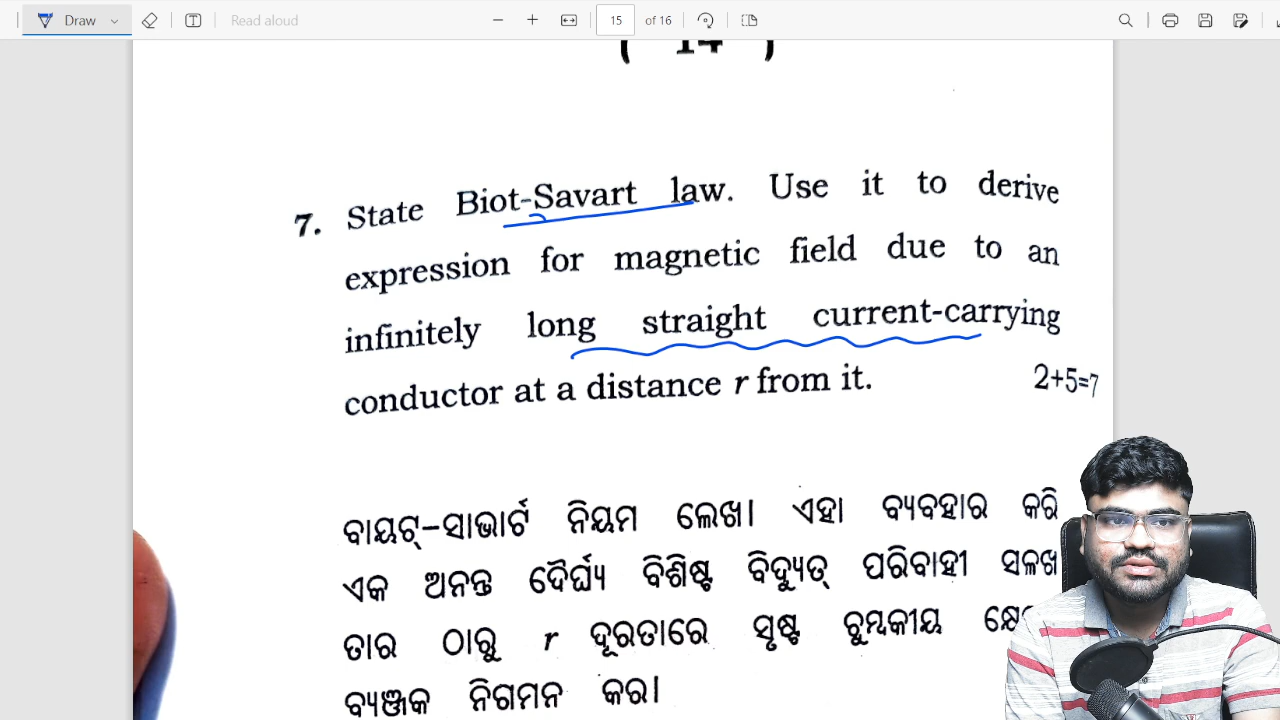 Draw
Read aloud
15 of 16
( 14 )
7. State Biot-Savart law. Use it to derive
expression for magnetic field due to an
infinitely long straight current-carrying
conductor at a distance r from it. 2+5=7
ବାୟଟ୍-ସାଭାର୍ଟ ନିୟମ ଲେଖ। ଏହା ବ୍ୟବହାର କରି
ଏକ ଅନନ୍ତ ଦୈର୍ଘ୍ୟ ବିଶିଷ୍ଟ ବିଦ୍ୟୁତ୍ ପରିବାହୀ ସଳଖ
ତାର ଠାରୁ r ଦୂରତାରେ ସୃଷ୍ଟ ଚୁମ୍ବକୀୟ
ବ୍ୟଞ୍ଜକ ନିଗମନ କର।